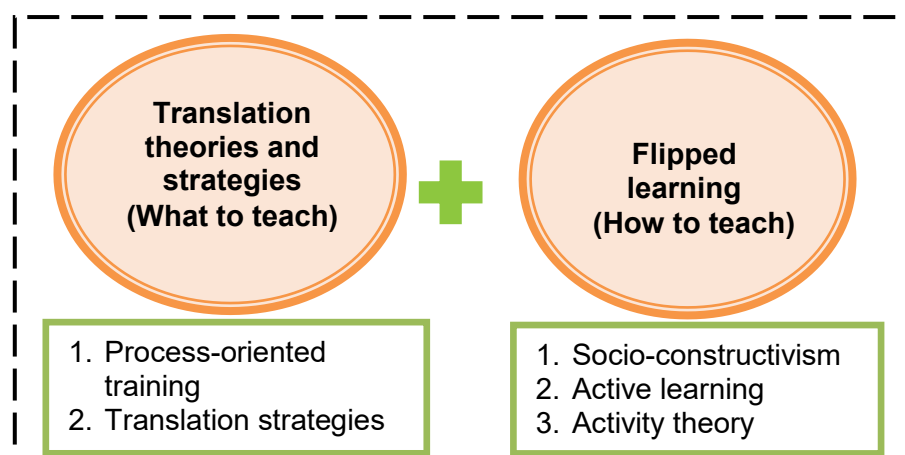 Translation
theories and
strategies
(What to teach)
Flipped
learning
(How to teach)
1. Process-oriented
training
2. Translation strategies
1. Socio-constructivism
2. Active learning
3. Activity theory